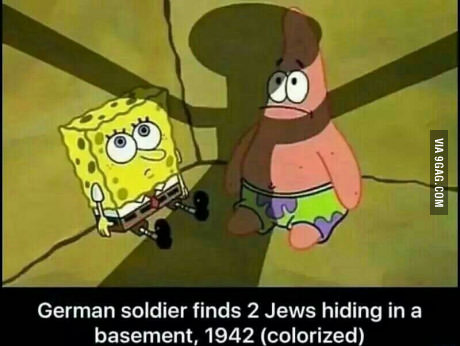 VIA 9GAG.COM
German soldier finds 2 Jews hiding in a
basement, 1942 (colorized)